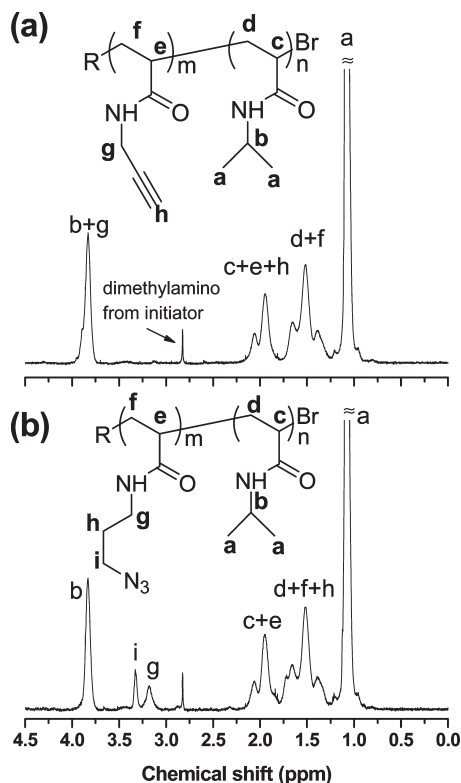 (a)
f
e
d
c
Br
a
≈
R
m
n
NH
O
NH
O
g
b
a
a
h
b+g
dimethylamino
from initiator
c+e+h
d+f
(b)
f
e
d
c
Br
≈a
R
m
n
NH
O
NH
O
h
g
b
a
a
i
N3
b
i
g
c+e
d+f+h
4.5 4.0 3.5 3.0 2.5 2.0 1.5 1.0 0.5 0.0
Chemical shift (ppm)